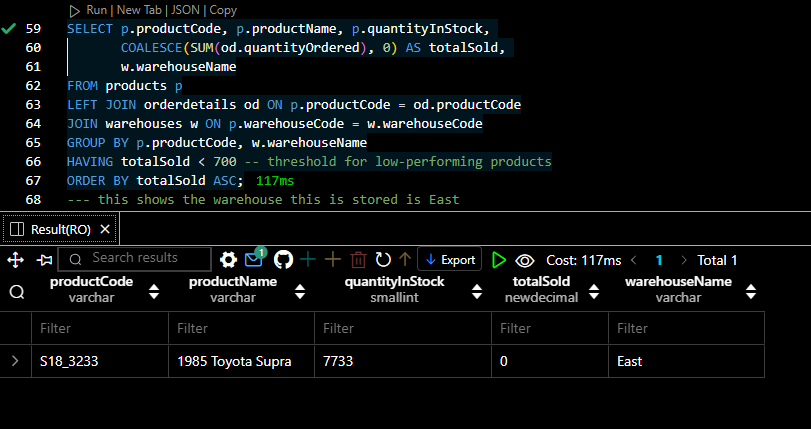 Run | New Tab | JSON | Copy
59 SELECT p.productCode, p.productName, p.quantityInStock,
60 COALESCE(SUM(od.quantityOrdered), 0) AS totalSold,
61 w.warehouseName
62 FROM products p
63 LEFT JOIN orderdetails od ON p.productCode = od.productCode
64 JOIN warehouses w ON p.warehouseCode = w.warehouseCode
65 GROUP BY p.productCode, w.warehouseName
66 HAVING totalSold < 700 -- threshold for low-performing products
67 ORDER BY totalSold ASC; 117ms
68 --- this shows the warehouse this is stored is East
Result(RO)
Search results 1 Export Cost: 117ms < 1 > Total 1
productCode productName quantityInStock totalSold warehouseName
varchar varchar smallint newdecimal varchar
Filter Filter Filter Filter Filter
S18_3233 1985 Toyota Supra 7733 0 East